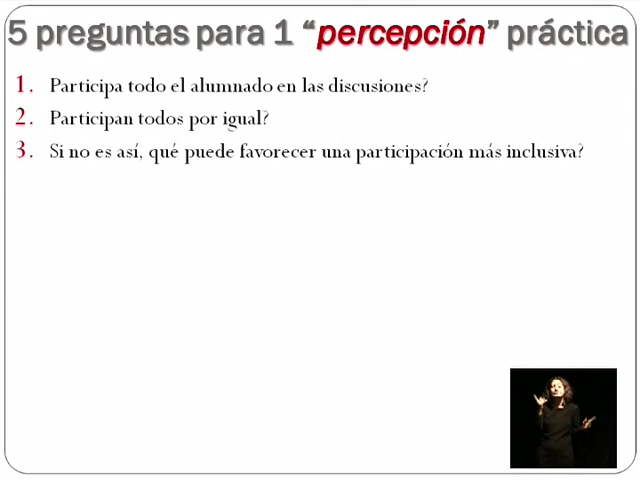 5 preguntas para 1 “percepción” práctica
1. Participa todo el alumnado en las discusiones?
2. Participan todos por igual?
3. Si no es así, qué puede favorecer una participación más inclusiva?